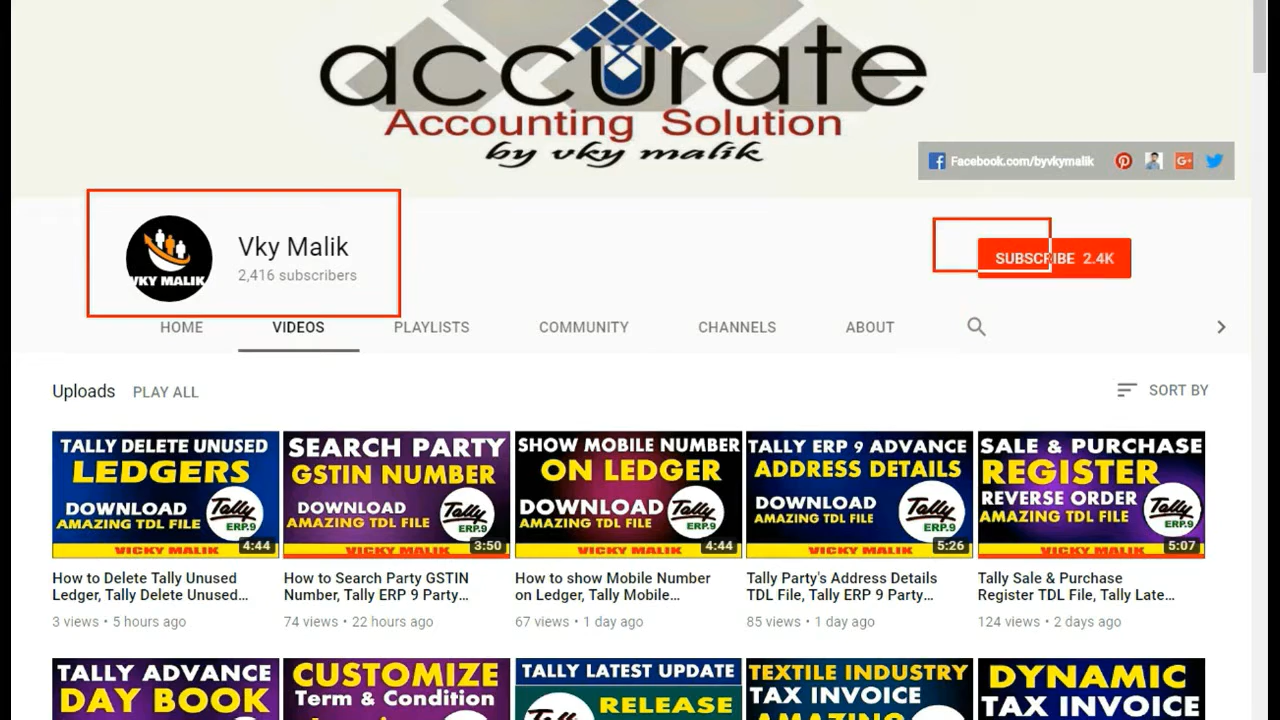 accurate
Accounting Solution
by vky malik
Facebook.com/byvkymalik
G+
VKY MALIK
Vky Malik
2,416 subscribers
SUBSCRIBE 2.4K
HOME VIDEOS PLAYLISTS COMMUNITY CHANNELS ABOUT
Uploads PLAY ALL
SORT BY
TALLY DELETE UNUSED
LEDGERS
DOWNLOAD
AMAZING TDL FILE
Tally
ERP.9
VICKY MALIK
4:44
SEARCH PARTY
GSTIN NUMBER
DOWNLOAD
AMAZING TDL FILE
Tally
ERP.9
VICKY MALIK
3:50
SHOW MOBILE NUMBER
ON LEDGER
DOWNLOAD
AMAZING TDL FILE
Tally
ERP.9
VICKY MALIK
4:44
TALLY ERP 9 ADVANCE
ADDRESS DETAILS
DOWNLOAD
AMAZING TDL FILE
Tally
ERP.9
VICKY MALIK
5:26
SALE & PURCHASE
REGISTER
REVERSE ORDER
AMAZING TDL FILE
Tally
ERP.9
VICKY MALIK
5:07
How to Delete Tally Unused
Ledger, Tally Delete Unused...
3 views • 5 hours ago
How to Search Party GSTIN
Number, Tally ERP 9 Party...
74 views • 22 hours ago
How to show Mobile Number
on Ledger, Tally Mobile...
67 views • 1 day ago
Tally Party's Address Details
TDL File, Tally ERP 9 Party...
85 views • 1 day ago
Tally Sale & Purchase
Register TDL File, Tally Late...
124 views • 2 days ago
TALLY ADVANCE
DAY BOOK
CUSTOMIZE
Term & Condition
TALLY LATEST UPDATE
RELEASE
TEXTILE INDUSTRY
TAX INVOICE
DYNAMIC
TAX INVOICE